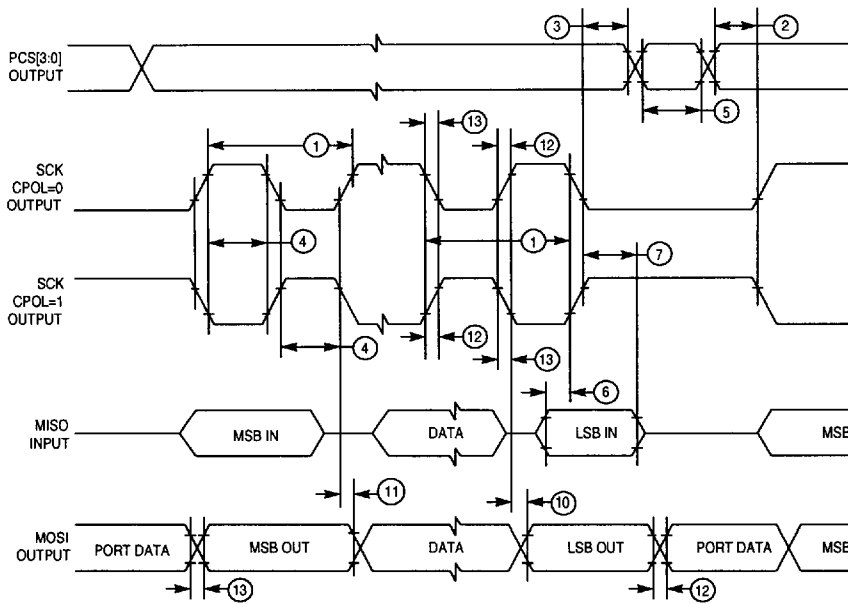 3
2
PCS[3:0]
OUTPUT
5
13
12
1
SCK
CPOL=0
OUTPUT
4
1
7
SCK
CPOL=1
OUTPUT
4
12
13
6
MISO
INPUT
MSB IN
DATA
LSB IN
MSB
11
10
MOSI
OUTPUT
PORT DATA
MSB OUT
DATA
LSB OUT
PORT DATA
MSB
13
12